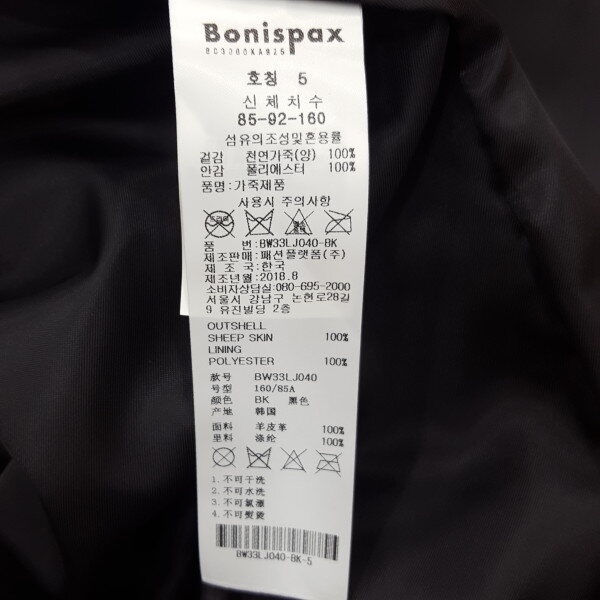 Bonispax
호칭 5
신체치수
85-92-160
섬유의조성및혼용률
겉감 천연가죽(양) 100%
안감 폴리에스터 100%
품명:가죽제품
사용시 주의사항
드라이
품 번:BW33LJ040-BK
제조판매:패션플랫폼(주)
제 조 국:한국
제조년월:2018.8
소비자상담실:080-695-2000
서울시 강남구 논현로28길
9 유진빌딩 2층
OUTSHELL
SHEEP SKIN 100%
LINING
POLYESTER 100%
款号 BW33LJ040
号型 160/85A
颜色 BK 黑色
产地 韩国
面料 羊皮革 100%
里料 涤纶 100%
1.不可干洗
2.不可水洗
3.不可氯漂
4.不可熨烫
BW33LJ040-BK-5